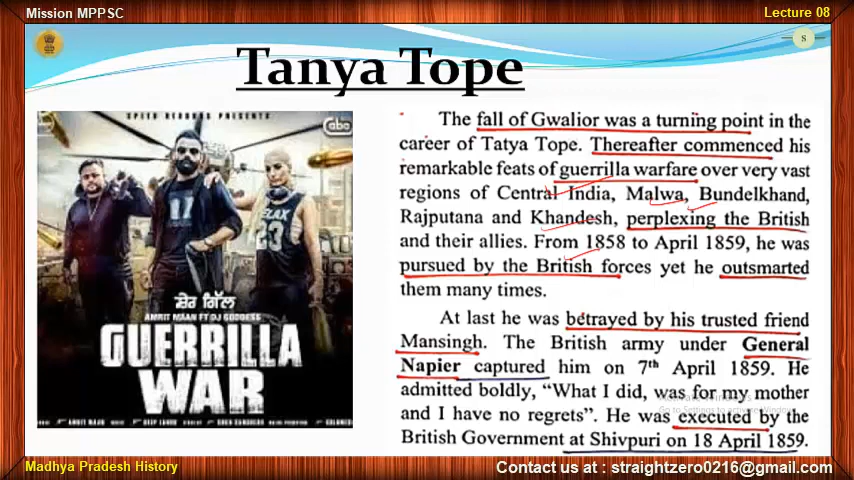 Mission MPPSC
Lecture 08
S
Tanya Tope
SPEED RECORDS PRESENTS
ਸ਼ੇਰ ਗਿੱਲ
AMRIT MAAN FT DJ GODDESS
GUERRILLA
WAR
RELAX
23
The fall of Gwalior was a turning point in the
career of Tatya Tope. Thereafter commenced his
remarkable feats of guerrilla warfare over very vast
regions of Central India, Malwa, Bundelkhand,
Rajputana and Khandesh, perplexing the British
and their allies. From 1858 to April 1859, he was
pursued by the British forces yet he outsmarted
them many times.
At last he was betrayed by his trusted friend
Mansingh. The British army under General
Napier captured him on 7th April 1859. He
admitted boldly, “What I did, was for my mother
and I have no regrets”. He was executed by the
British Government at Shivpuri on 18 April 1859.
Madhya Pradesh History
Contact us at : straightzero0216@gmail.com